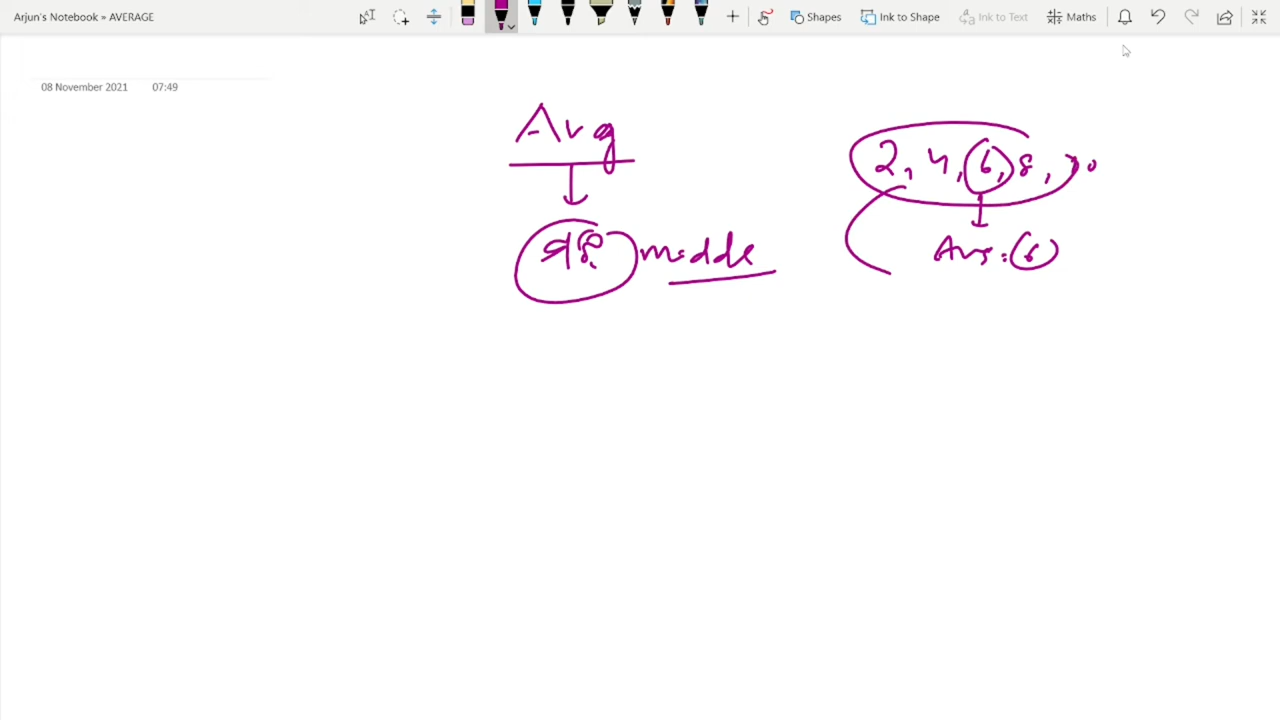 Arjun's Notebook » AVERAGE
Shapes
Ink to Shape
Ink to Text
Maths
08 November 2021 07:49
Avg
2, 4, 6, 8, 10
middle
Avg: 6